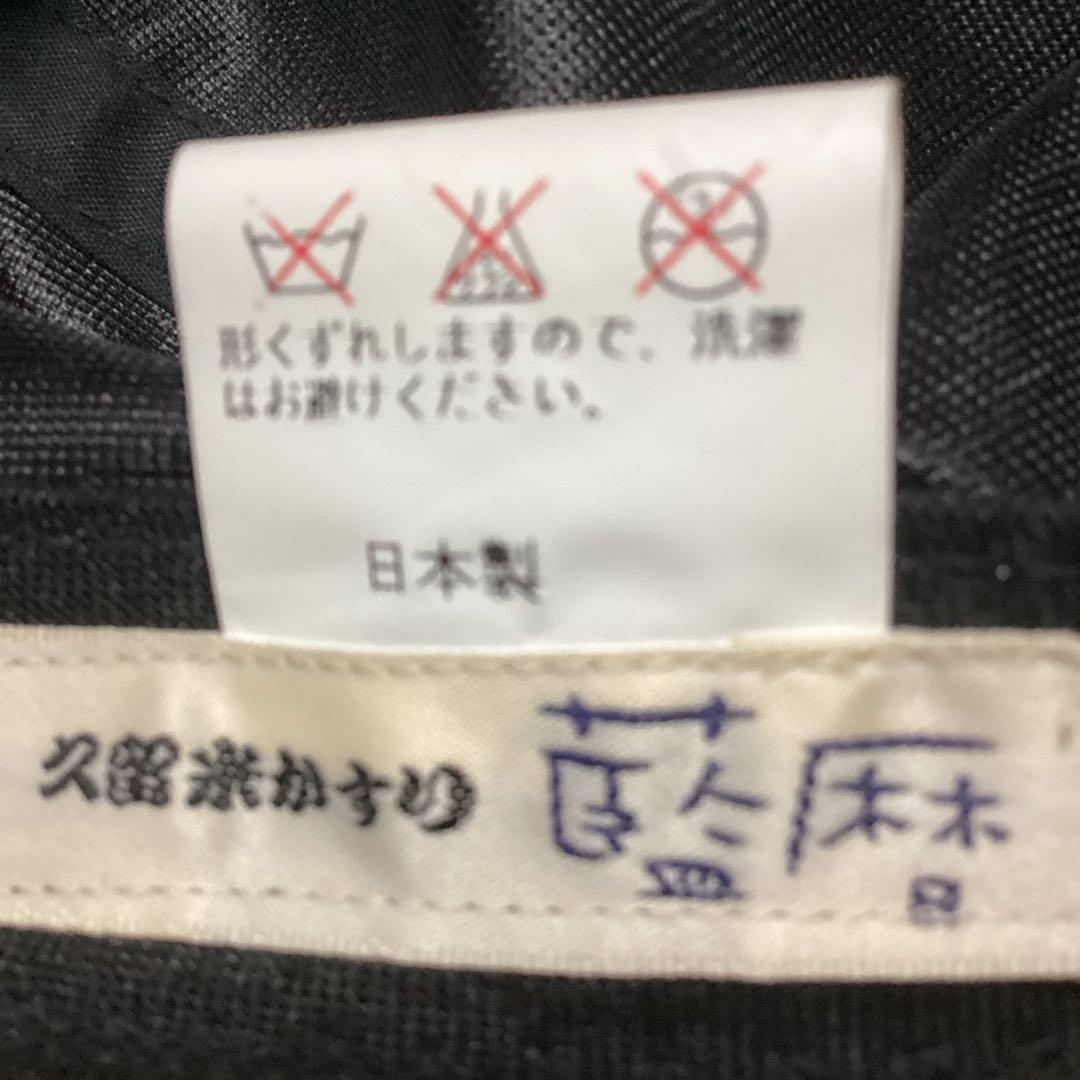 形くずれしますので、洗濯
はお避けください。
日本製
久留米かすり 藍暦